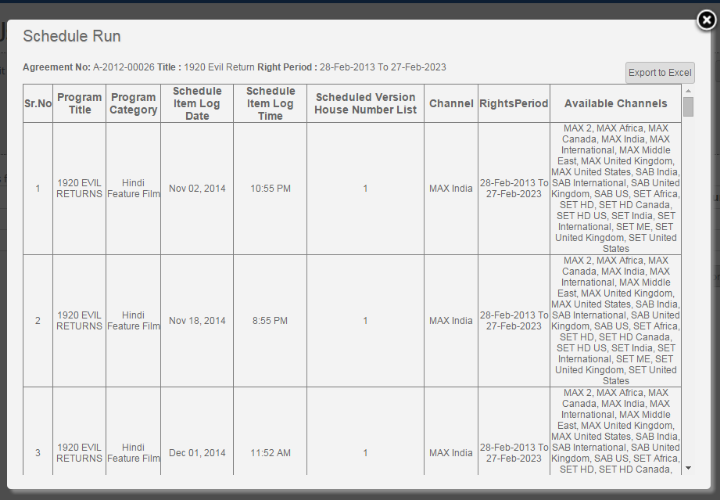 Schedule Run
Agreement No: A-2012-00026 Title : 1920 Evil Return Right Period : 28-Feb-2013 To 27-Feb-2023
Export to Excel
Sr.No
Program
Title
Program
Category
Schedule
Item Log
Date
Schedule
Item Log
Time
Scheduled Version
House Number List
Channel
RightsPeriod
Available Channels
1
1920 EVIL
RETURNS
Hindi
Feature Film
Nov 02, 2014
10:55 PM
1
MAX India
28-Feb-2013 To
27-Feb-2023
MAX 2, MAX Africa, MAX
Canada, MAX India, MAX
International, MAX Middle
East, MAX United Kingdom,
MAX United States, SAB India,
SAB International, SAB United
Kingdom, SAB US, SET Africa,
SET HD, SET HD Canada,
SET HD US, SET India, SET
International, SET ME, SET
United Kingdom, SET United
States
2
1920 EVIL
RETURNS
Hindi
Feature Film
Nov 18, 2014
8:55 PM
1
MAX India
28-Feb-2013 To
27-Feb-2023
MAX 2, MAX Africa, MAX
Canada, MAX India, MAX
International, MAX Middle
East, MAX United Kingdom,
MAX United States, SAB India,
SAB International, SAB United
Kingdom, SAB US, SET Africa,
SET HD, SET HD Canada,
SET HD US, SET India, SET
International, SET ME, SET
United Kingdom, SET United
States
3
1920 EVIL
RETURNS
Hindi
Feature Film
Dec 01, 2014
11:52 AM
1
MAX India
28-Feb-2013 To
27-Feb-2023
MAX 2, MAX Africa, MAX
Canada, MAX India, MAX
International, MAX Middle
East, MAX United Kingdom,
MAX United States, SAB India,
SAB International, SAB United
Kingdom, SAB US, SET Africa,
SET HD, SET HD Canada,